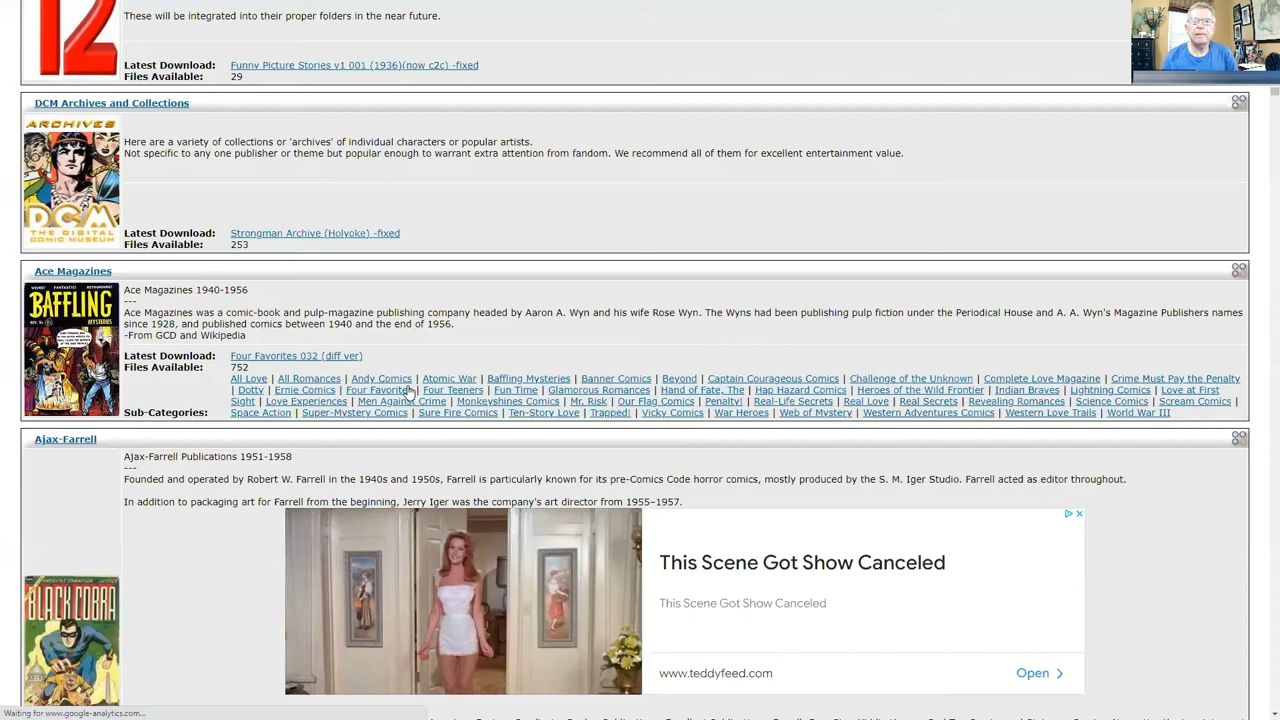 12
These will be integrated into their proper folders in the near future.
Latest Download: Funny Picture Stories v1 001 (1936)(now c2c) -fixed
Files Available: 29
DCM Archives and Collections
ARCHIVES
DCM
THE DIGITAL
COMIC MUSEUM
Here are a variety of collections or 'archives' of individual characters or popular artists.
Not specific to any one publisher or theme but popular enough to warrant extra attention from fandom. We recommend all of them for excellent entertainment value.
Latest Download: Strongman Archive (Holyoke) -fixed
Files Available: 253
Ace Magazines
BAFFLING
MYSTERIES
Ace Magazines 1940-1956
---
Ace Magazines was a comic-book and pulp-magazine publishing company headed by Aaron A. Wyn and his wife Rose Wyn. The Wyns had been publishing pulp fiction under the Periodical House and A. A. Wyn's Magazine Publishers names
since 1928, and published comics between 1940 and the end of 1956.
-From GCD and Wikipedia
Latest Download: Four Favorites 032 (diff ver)
Files Available: 752
All Love | All Romances | Andy Comics | Atomic War | Baffling Mysteries | Banner Comics | Beyond | Captain Courageous Comics | Challenge of the Unknown | Complete Love Magazine | Crime Must Pay the Penalty
| Dotty | Ernie Comics | Four Favorites | Four Teeners | Fun Time | Glamorous Romances | Hand of Fate, The | Hap Hazard Comics | Heroes of the Wild Frontier | Indian Braves | Lightning Comics | Love at First
Sight | Love Experiences | Men Against Crime | Monkeyshines Comics | Mr. Risk | Our Flag Comics | Penalty! | Real-Life Secrets | Real Love | Real Secrets | Revealing Romances | Science Comics | Scream Comics |
Sub-Categories: Space Action | Super-Mystery Comics | Sure Fire Comics | Ten-Story Love | Trapped! | Vicky Comics | War Heroes | Web of Mystery | Western Adventures Comics | Western Love Trails | World War III
Ajax-Farrell
Ajax-Farrell Publications 1951-1958
---
Founded and operated by Robert W. Farrell in the 1940s and 1950s, Farrell is particularly known for its pre-Comics Code horror comics, mostly produced by the S. M. Iger Studio. Farrell acted as editor throughout.
In addition to packaging art for Farrell from the beginning, Jerry Iger was the company's art director from 1955–1957.
BLACK COBRA
This Scene Got Show Canceled
This Scene Got Show Canceled
www.teddyfeed.com
Open
Waiting for www.google-analytics.com...